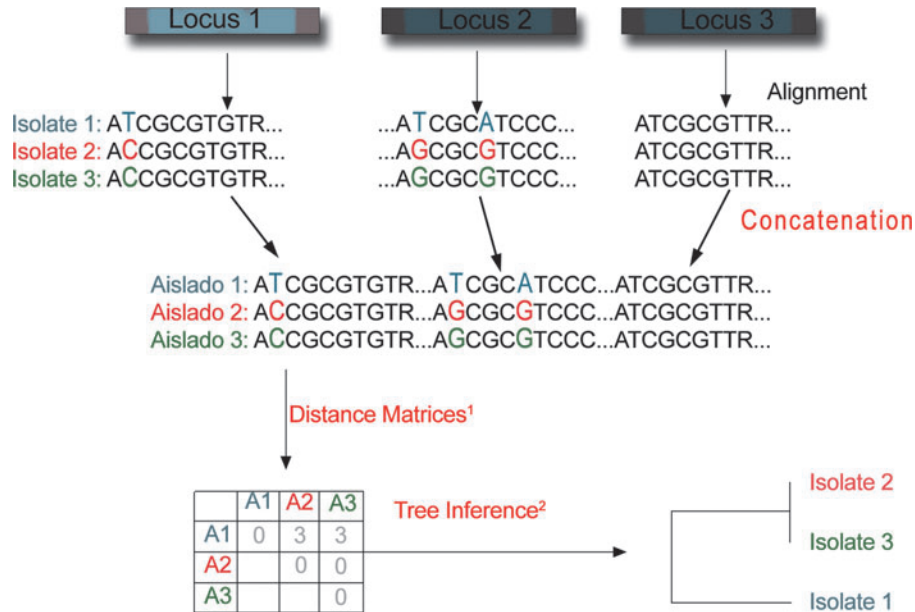 Locus 1 Locus 2 Locus 3
Alignment
Isolate 1: ATCGCGTGTR... ...ATCGCATCCC... ATCGCGTTR...
Isolate 2: ACCGCGTGTR... ...AGCGCGTCCC... ATCGCGTTR...
Isolate 3: ACCGCGTGTR... ...AGCGCGTCCC... ATCGCGTTR...
Concatenation
Aislado 1: ATCGCGTGTR...ATCGCATCCC...ATCGCGTTR...
Aislado 2: ACCGCGTGTR...AGCGCGTCCC...ATCGCGTTR...
Aislado 3: ACCGCGTGTR...AGCGCGTCCC...ATCGCGTTR...
Distance Matrices¹
A1 A2 A3
A1 0 3 3
A2 0 0
A3 0
Tree Inference²
Isolate 2
Isolate 3
Isolate 1